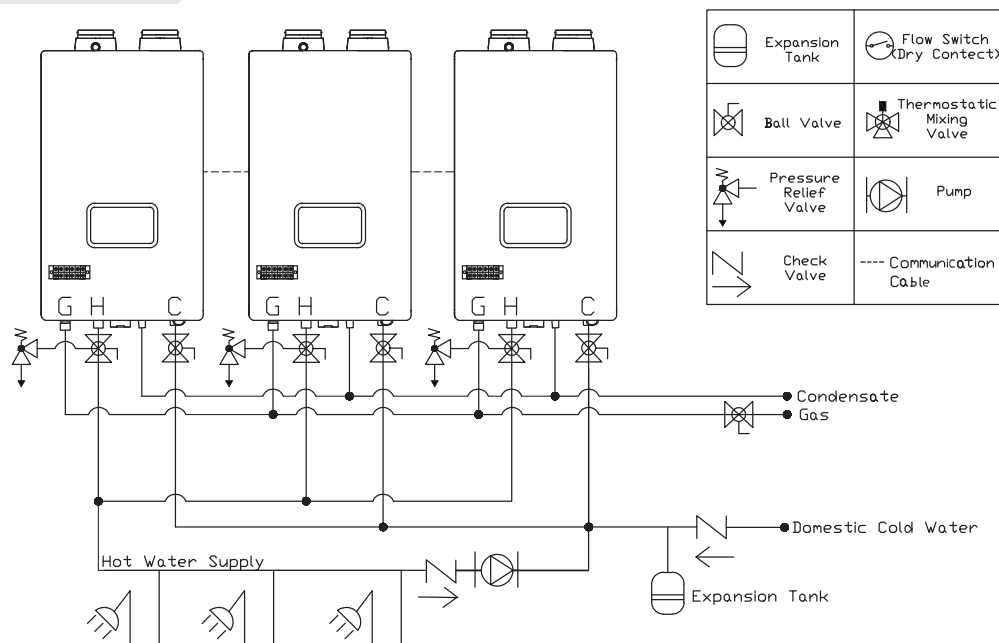 Expansion
Tank
Flow Switch
(Dry Contect)
Ball Valve
Thermostatic
Mixing
Valve
Pressure
Relief
Valve
Pump
Check
Valve
---- Communication
Cable
G H C
G H C
G H C
Condensate
Gas
Domestic Cold Water
Hot Water Supply
Expansion Tank